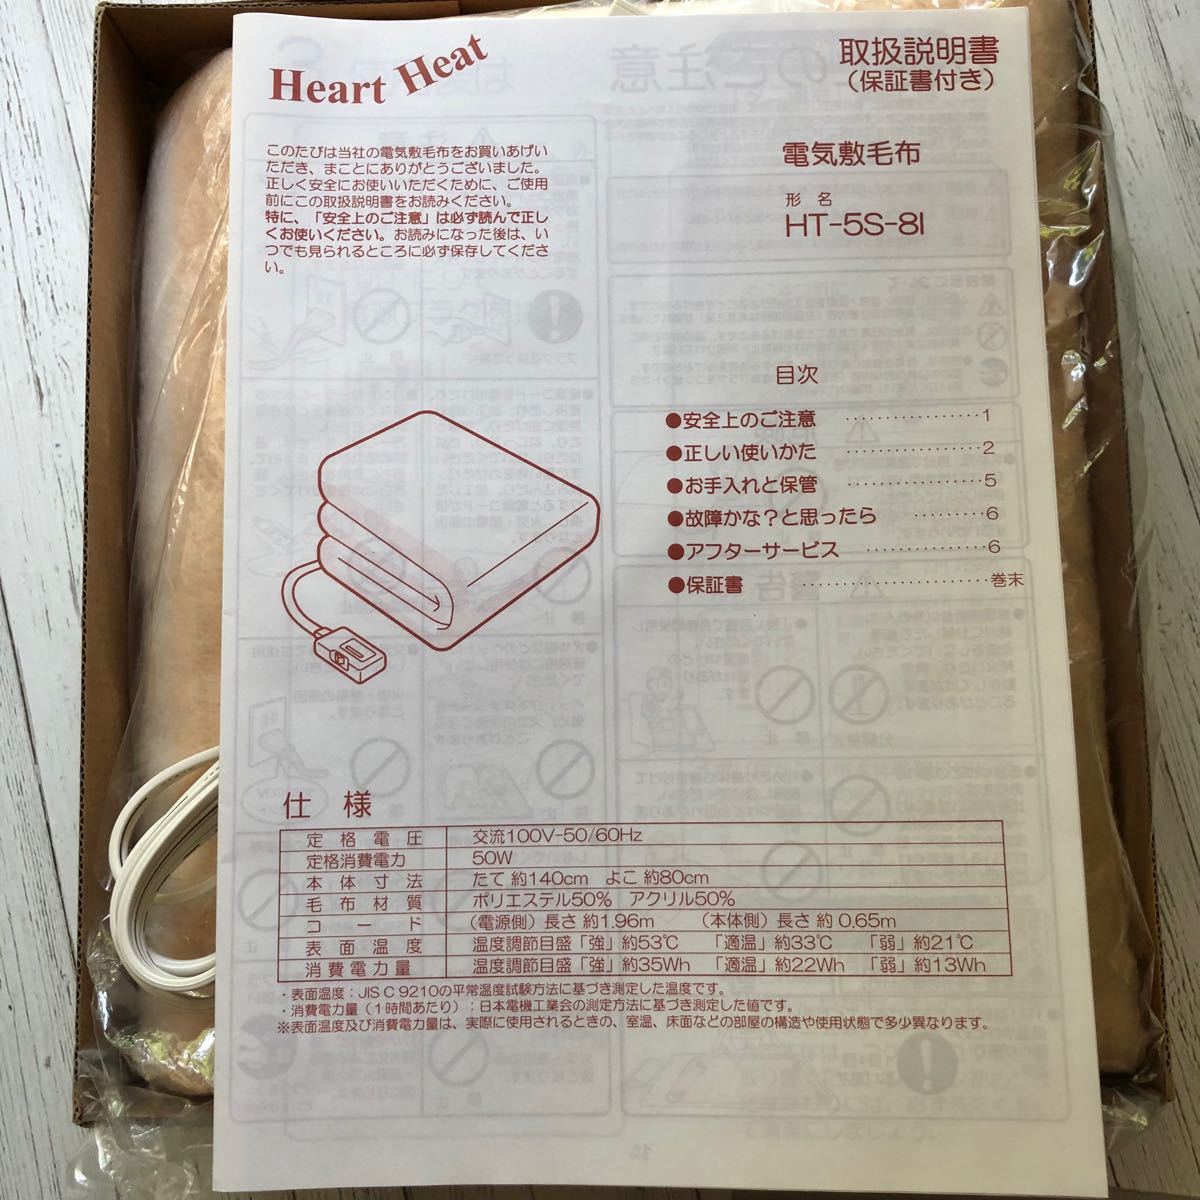 Heart Heat
取扱説明書
(保証書付き)
このたびは当社の電気敷毛布をお買いあげい
ただき、まことにありがとうございました。
正しく安全にお使いいただくために、ご使用
前にこの取扱説明書をお読みください。
特に、「安全上のご注意」は必ず読んで正し
くお使いください。お読みになった後は、い
つでも見られるところに必ず保存してくださ
い。
電気敷毛布
形 名
HT-5S-8I
目次
●安全上のご注意 ················· 1
●正しい使いかた ················· 2
●お手入れと保管 ················· 5
●故障かな?と思ったら ········· 6
●アフターサービス ··············· 6
●保証書 ······················· 巻末
仕 様
定格電圧 交流100V-50/60Hz
定格消費電力 50W
本体寸法 たて 約140cm よこ 約80cm
毛布材質 ポリエステル50% アクリル50%
コード (電源側) 長さ 約1.96m (本体側) 長さ 約 0.65m
表面温度 温度調節目盛「強」約53℃ 「適温」約33℃ 「弱」約21℃
消費電力量 温度調節目盛「強」約35Wh 「適温」約22Wh 「弱」約13Wh
・表面温度：JIS C 9210の平常温度試験方法に基づき測定した温度です。
・消費電力量(1時間あたり)：日本電機工業会の測定方法に基づき測定した値です。
※表面温度及び消費電力量は、実際に使用されるときの、室温、床面などの部屋の構造や使用状態で多少異なります。